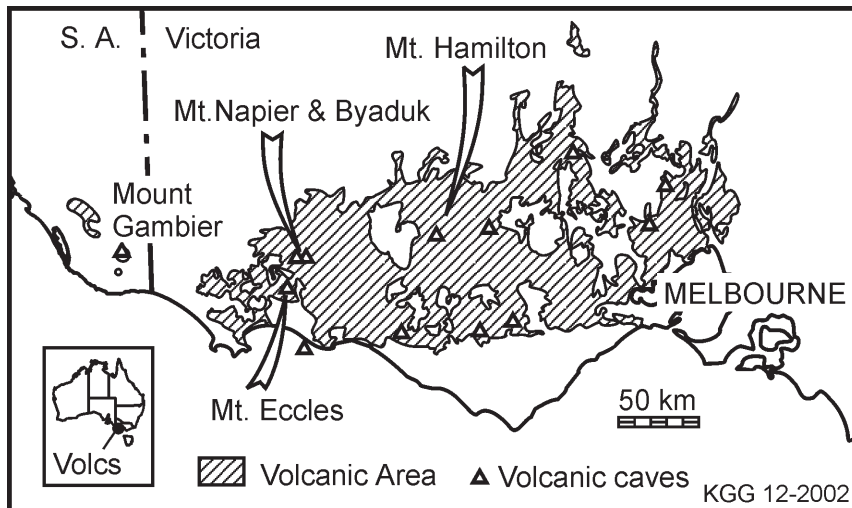 S. A.
Victoria
Mt. Hamilton
Mt.Napier & Byaduk
Mount
Gambier
MELBOURNE
Mt. Eccles
50 km
Volcs
Volcanic Area
Volcanic caves
KGG 12-2002